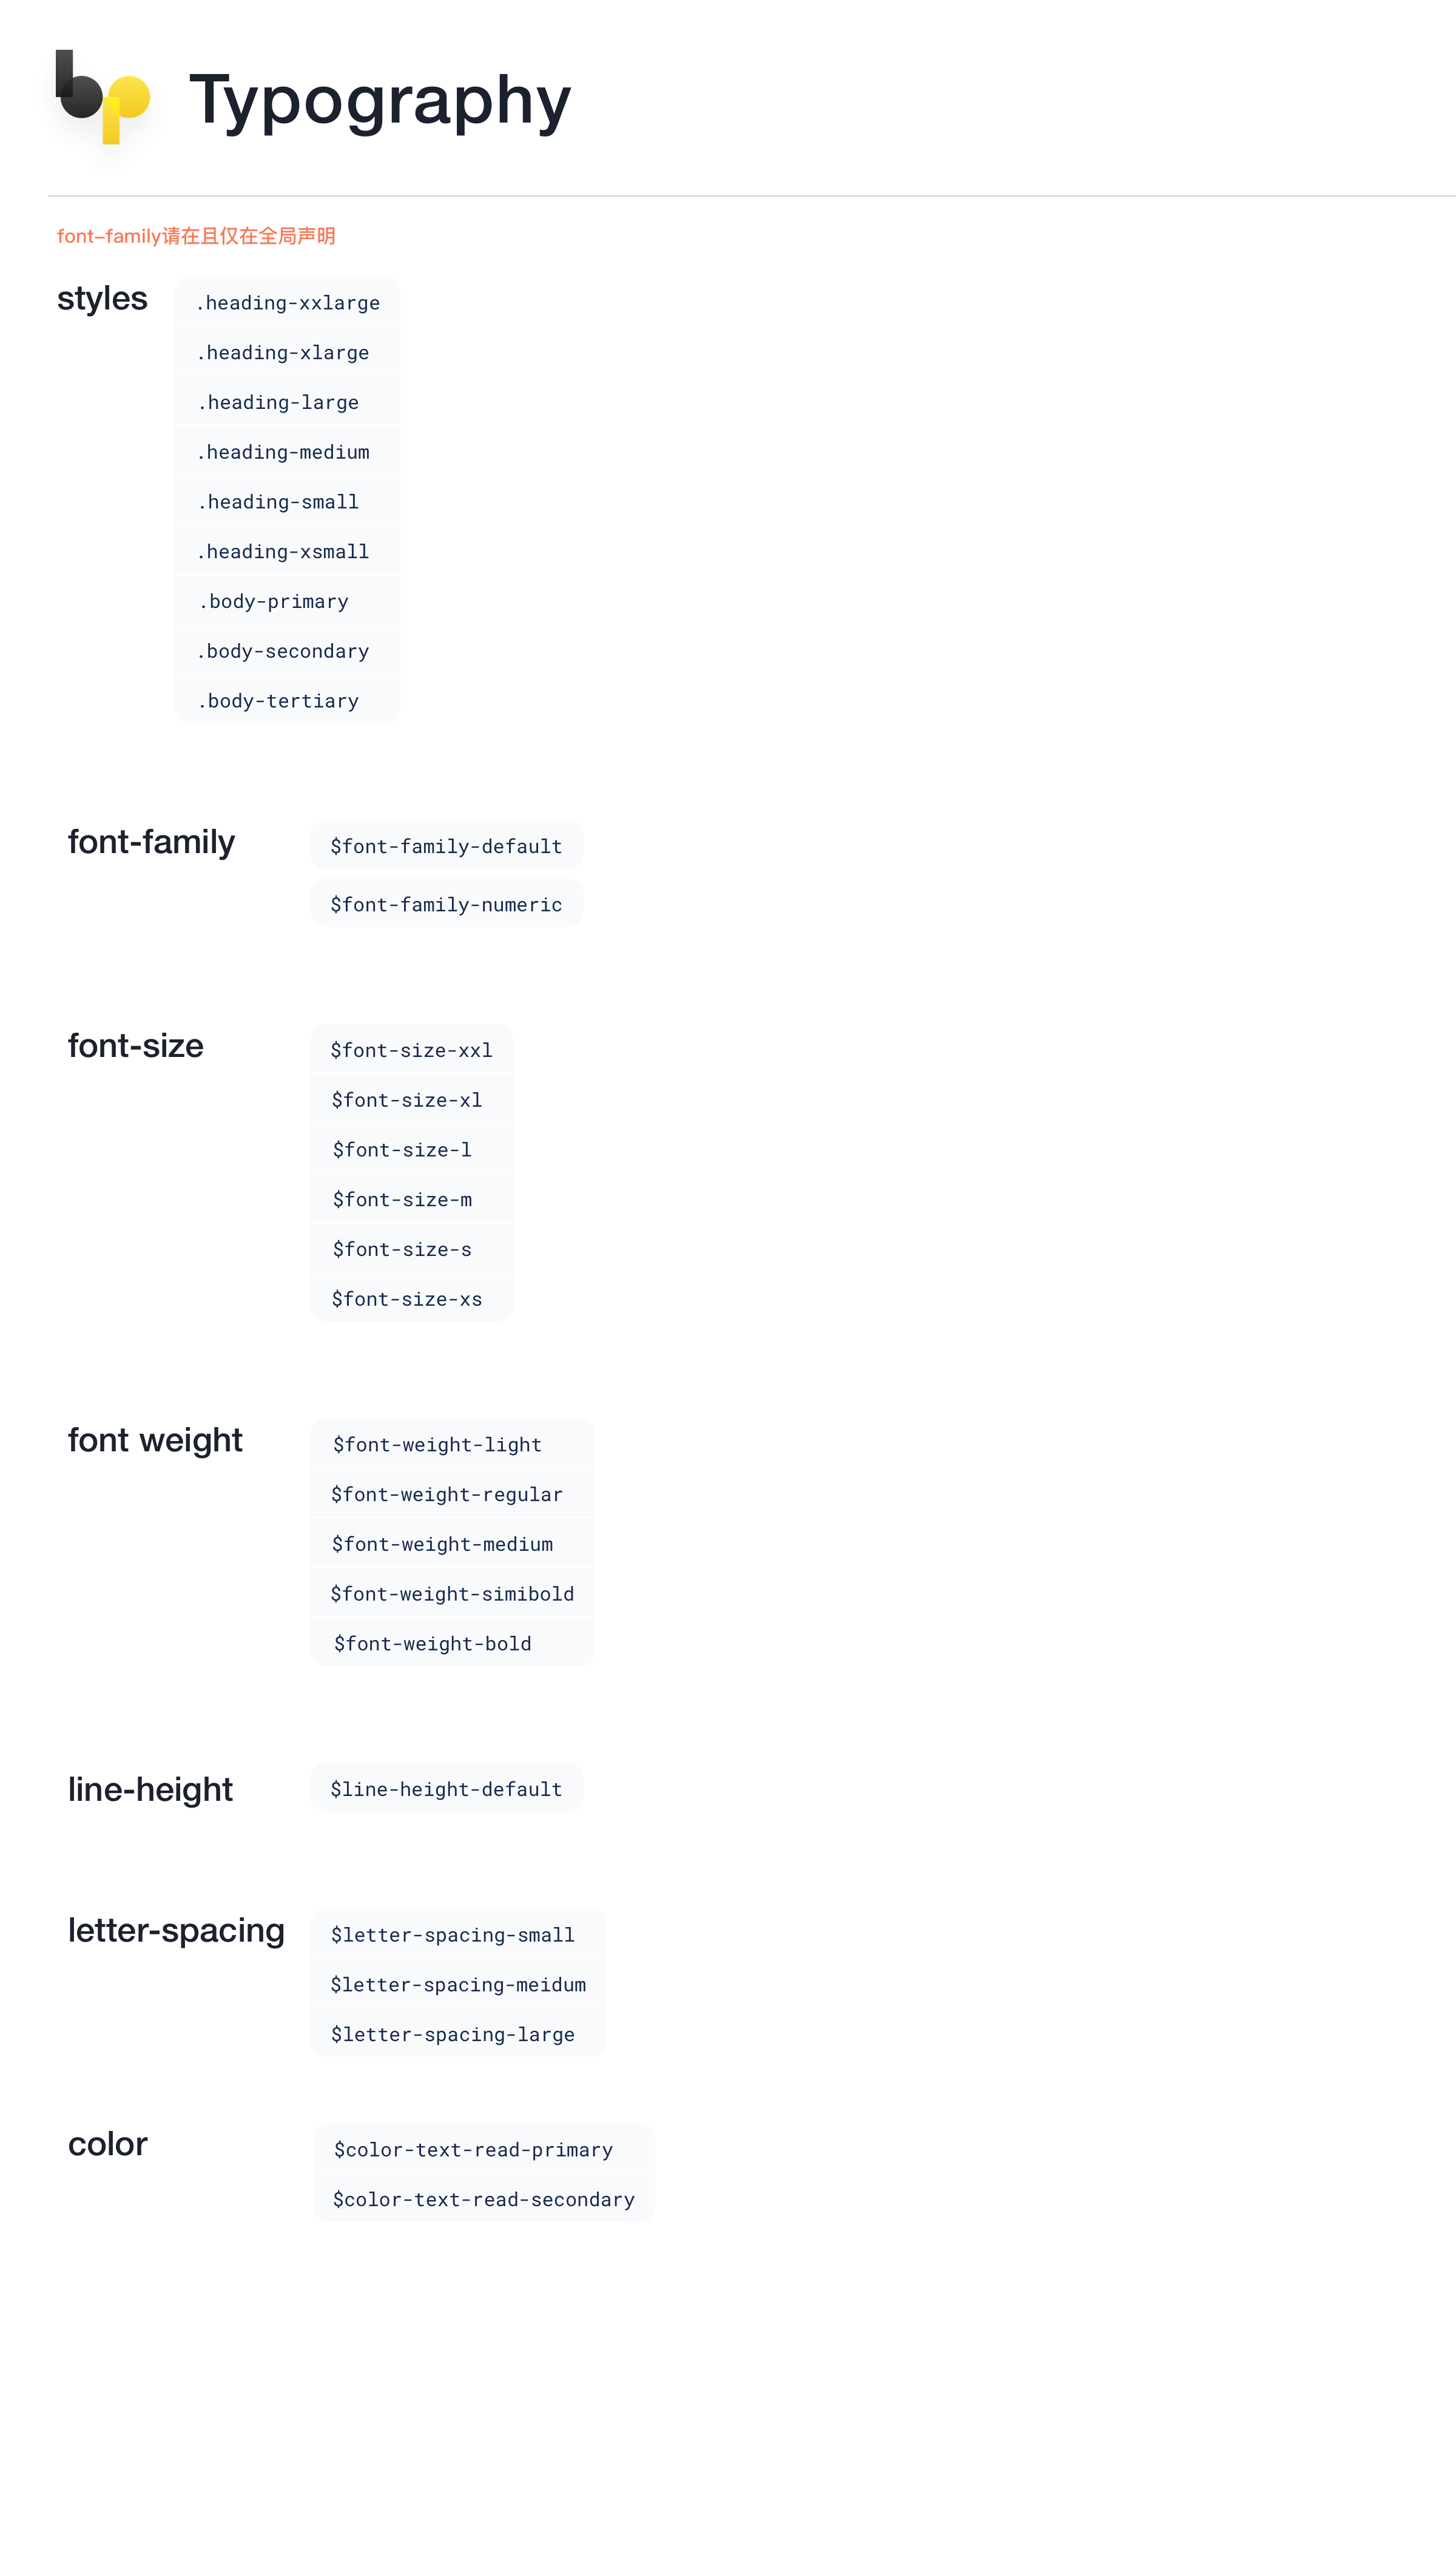 bp
Typography
font-family请在且仅在全局声明
styles
.heading-xxlarge
.heading-xlarge
.heading-large
.heading-medium
.heading-small
.heading-xsmall
.body-primary
.body-secondary
.body-tertiary
font-family
$font-family-default
$font-family-numeric
font-size
$font-size-xxl
$font-size-xl
$font-size-l
$font-size-m
$font-size-s
$font-size-xs
font weight
$font-weight-light
$font-weight-regular
$font-weight-medium
$font-weight-simibold
$font-weight-bold
line-height
$line-height-default
letter-spacing
$letter-spacing-small
$letter-spacing-meidum
$letter-spacing-large
color
$color-text-read-primary
$color-text-read-secondary